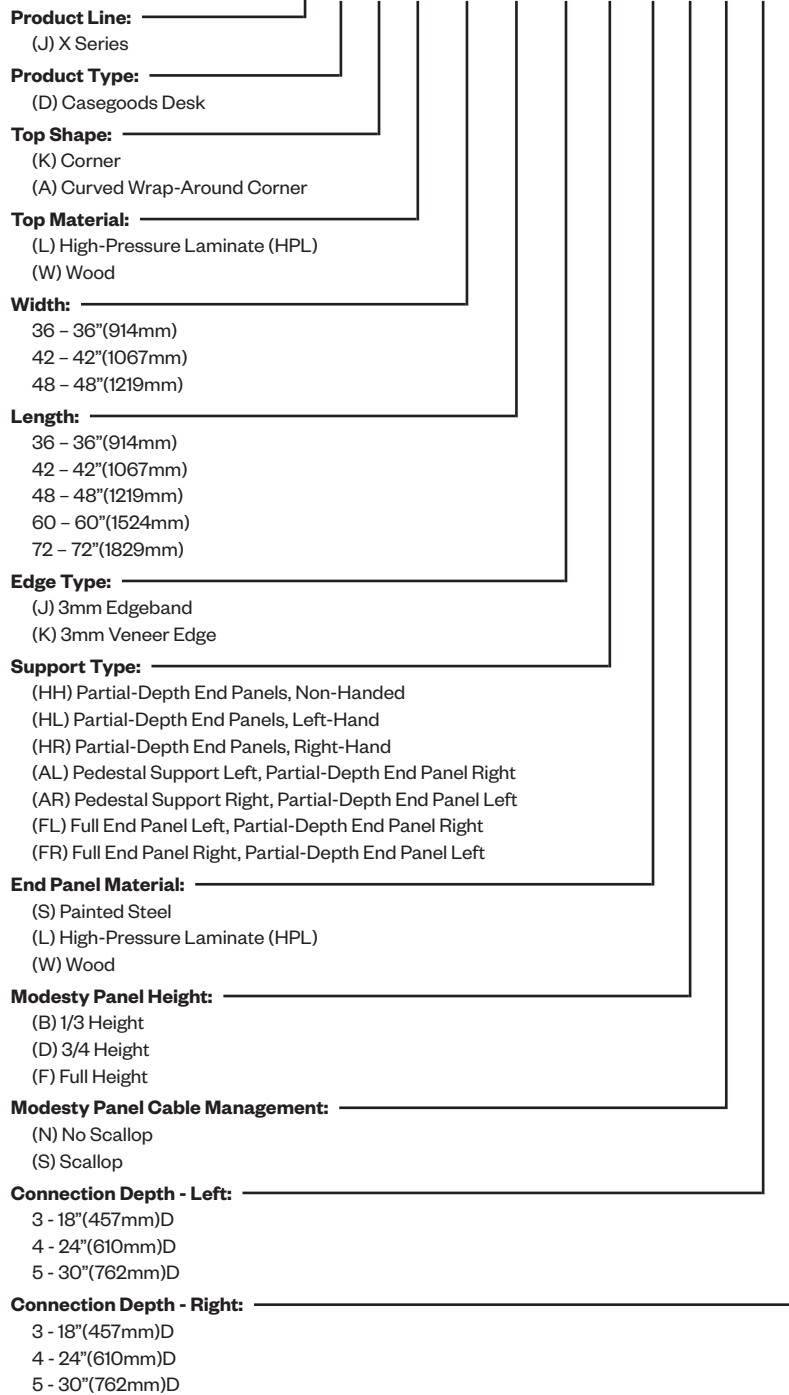 Product Line:
(J) X Series
Product Type:
(D) Casegoods Desk
Top Shape:
(K) Corner
(A) Curved Wrap-Around Corner
Top Material:
(L) High-Pressure Laminate (HPL)
(W) Wood
Width:
36 – 36”(914mm)
42 – 42”(1067mm)
48 – 48”(1219mm)
Length:
36 – 36”(914mm)
42 – 42”(1067mm)
48 – 48”(1219mm)
60 – 60”(1524mm)
72 – 72”(1829mm)
Edge Type:
(J) 3mm Edgeband
(K) 3mm Veneer Edge
Support Type:
(HH) Partial-Depth End Panels, Non-Handed
(HL) Partial-Depth End Panels, Left-Hand
(HR) Partial-Depth End Panels, Right-Hand
(AL) Pedestal Support Left, Partial-Depth End Panel Right
(AR) Pedestal Support Right, Partial-Depth End Panel Left
(FL) Full End Panel Left, Partial-Depth End Panel Right
(FR) Full End Panel Right, Partial-Depth End Panel Left
End Panel Material:
(S) Painted Steel
(L) High-Pressure Laminate (HPL)
(W) Wood
Modesty Panel Height:
(B) 1/3 Height
(D) 3/4 Height
(F) Full Height
Modesty Panel Cable Management:
(N) No Scallop
(S) Scallop
Connection Depth - Left:
3 - 18”(457mm)D
4 - 24”(610mm)D
5 - 30”(762mm)D
Connection Depth - Right:
3 - 18”(457mm)D
4 - 24”(610mm)D
5 - 30”(762mm)D